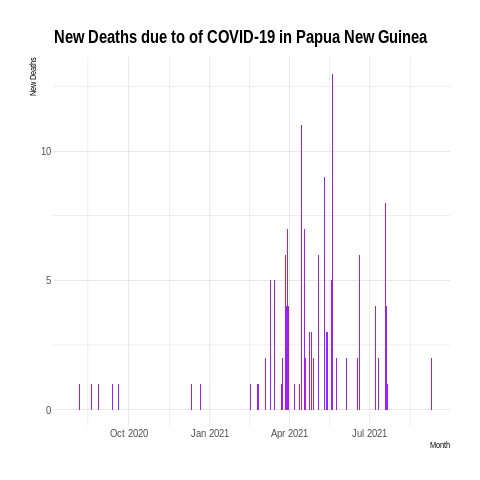 New Deaths due to of COVID-19 in Papua New Guinea
New Deaths
10
5
0
Oct 2020 Jan 2021 Apr 2021 Jul 2021
Month